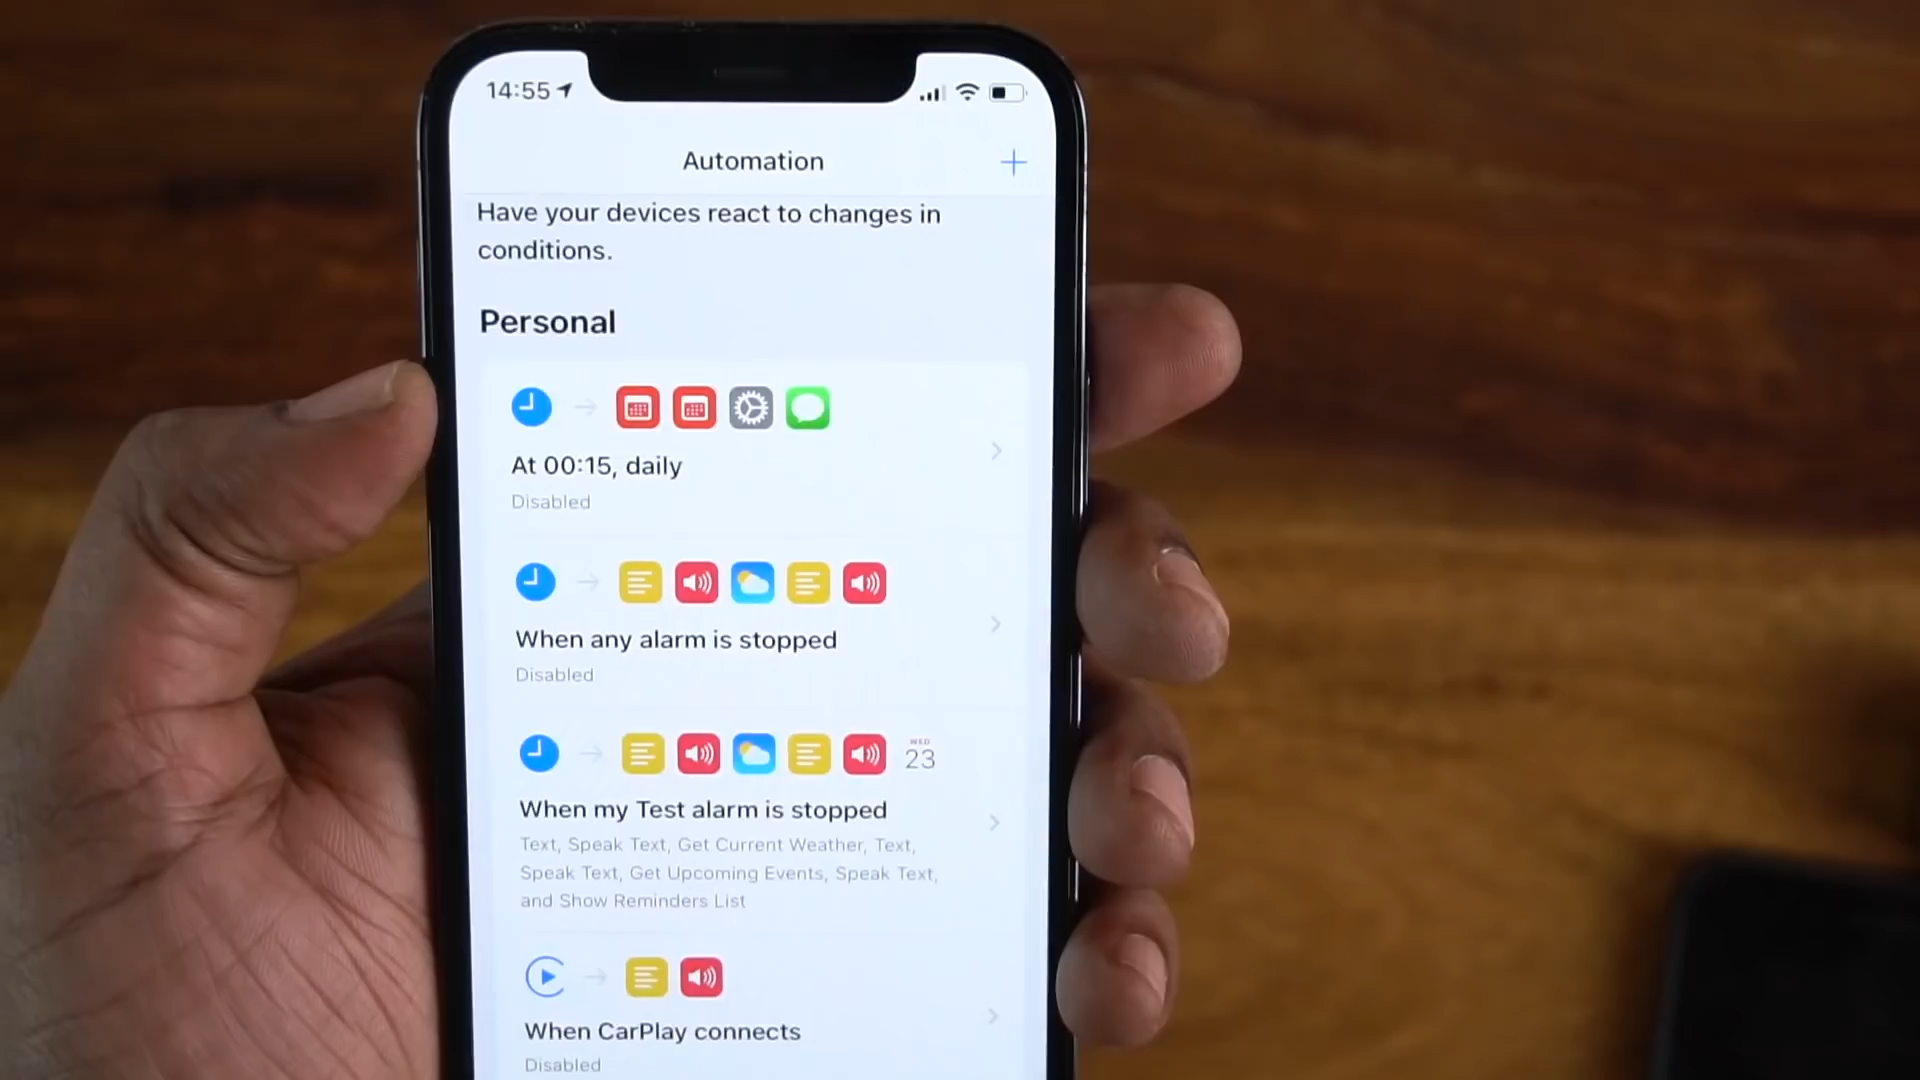 14:55
Automation
Have your devices react to changes in
conditions.
Personal
At 00:15, daily
Disabled
When any alarm is stopped
Disabled
WED
23
When my Test alarm is stopped
Text, Speak Text, Get Current Weather, Text,
Speak Text, Get Upcoming Events, Speak Text,
and Show Reminders List
When CarPlay connects
Disabled